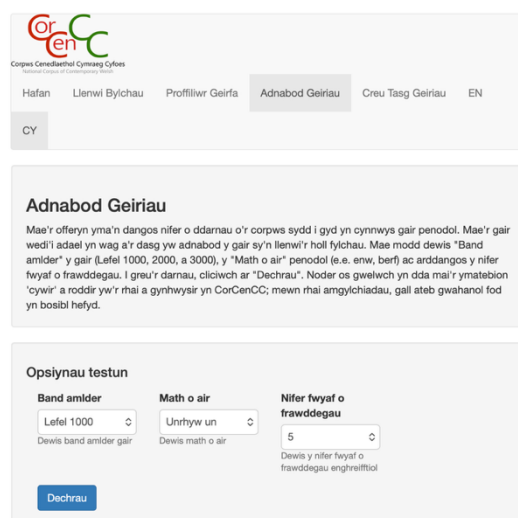 CorCenCC
Corpws Cenedlaethol Cymraeg Cyfoes
National Corpus of Contemporary Welsh
Hafan Llenwi Bylchau Proffiliwr Geirfa Adnabod Geiriau Creu Tasg Geiriau EN
CY
Adnabod Geiriau
Mae'r offeryn yma'n dangos nifer o ddarnau o'r corpws sydd i gyd yn cynnwys gair penodol. Mae'r gair
wedi'i adael yn wag a'r dasg yw adnabod y gair sy'n llenwi'r holl fylchau. Mae modd dewis "Band
amlder" y gair (Lefel 1000, 2000, a 3000), y "Math o air" penodol (e.e. enw, berf) ac arddangos y nifer
fwyaf o frawddegau. I greu'r darnau, cliciwch ar "Dechrau". Noder os gwelwch yn dda mai'r ymatebion
'cywir' a roddir yw'r rhai a gynhwysir yn CorCenCC; mewn rhai amgylchiadau, gall ateb gwahanol fod
yn bosibl hefyd.
Opsiynau testun
Band amlder Math o air Nifer fwyaf o
frawddegau
Lefel 1000 Unrhyw un 5
Dewis band amlder gair Dewis math o air Dewis y nifer fwyaf o
frawddegau enghreifftiol
Dechrau